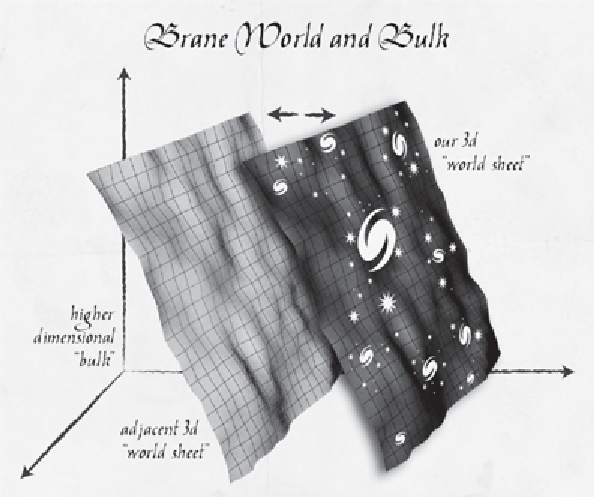 Brane World and Bulk
our 3d
"world sheet"
higher
dimensional
"bulk"
adjacent 3d
"world sheet"